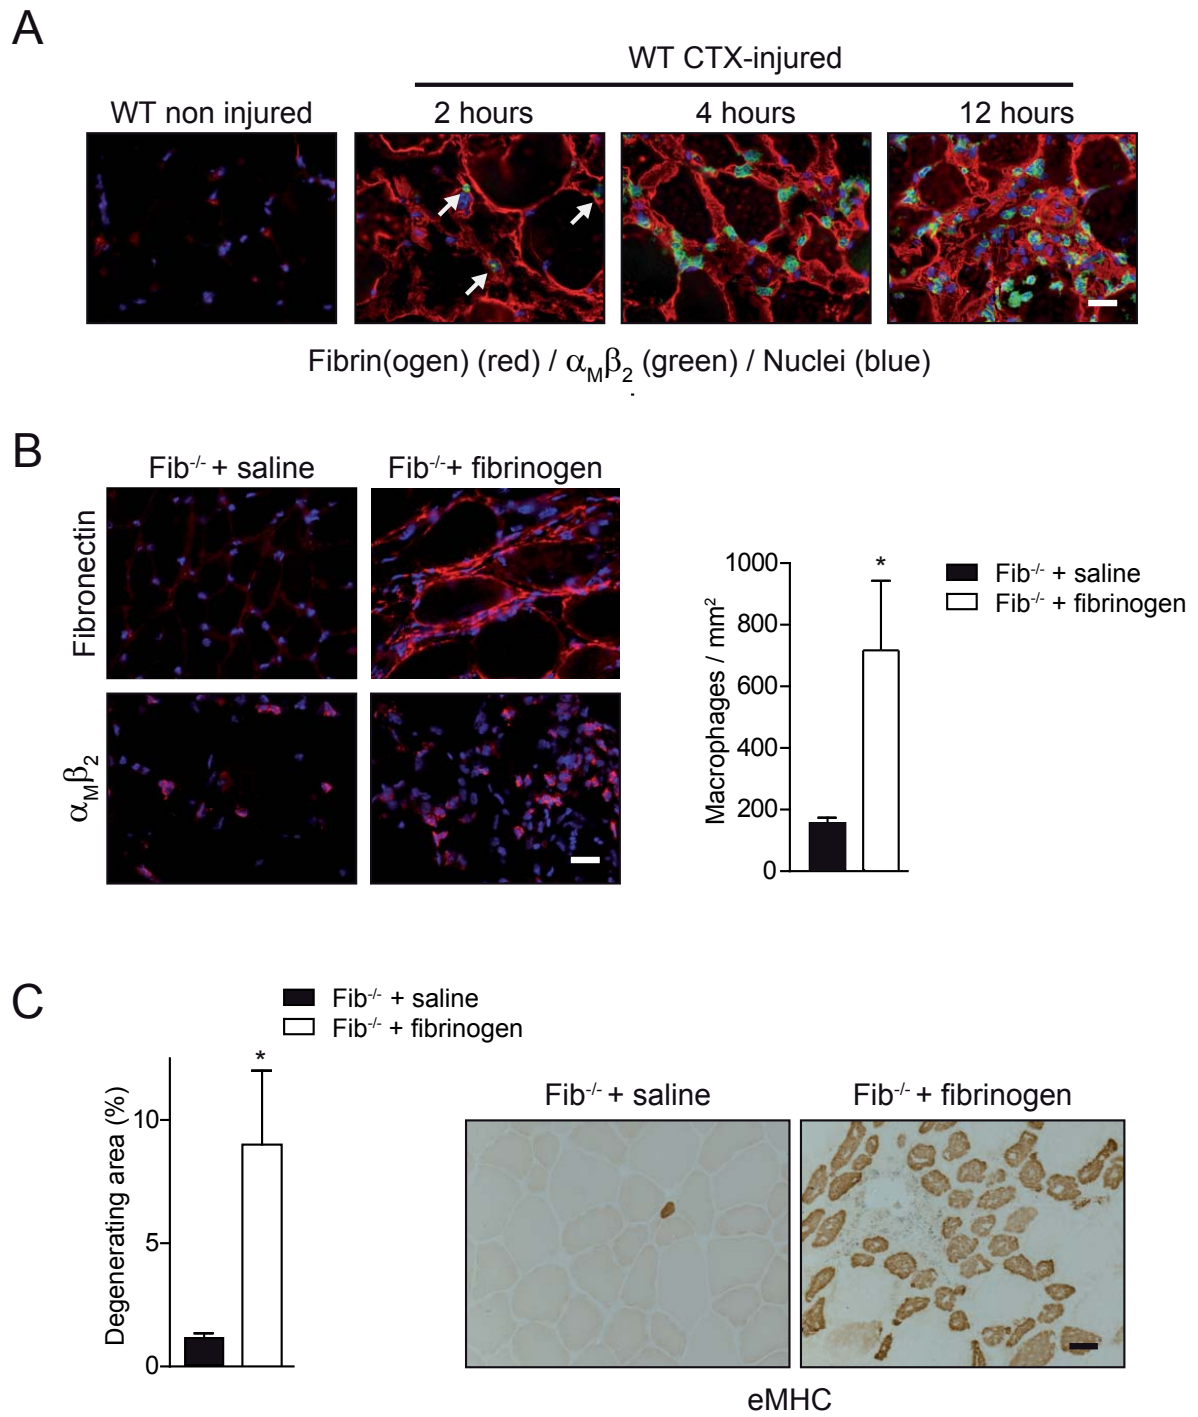 A
WT CTX-injured
WT non injured
2 hours
4 hours
12 hours
Fibrin(ogen) (red) / αMβ2 (green) / Nuclei (blue)
B
Fib-/- + saline
Fib-/-+ fibrinogen
Fibronectin
αMβ2
Macrophages / mm2
1000
800
600
400
200
0
*
Fib-/- + saline
Fib-/- + fibrinogen
C
Fib-/- + saline
Fib-/- + fibrinogen
Degenerating area (%)
10
5
0
*
Fib-/- + saline
Fib-/- + fibrinogen
eMHC